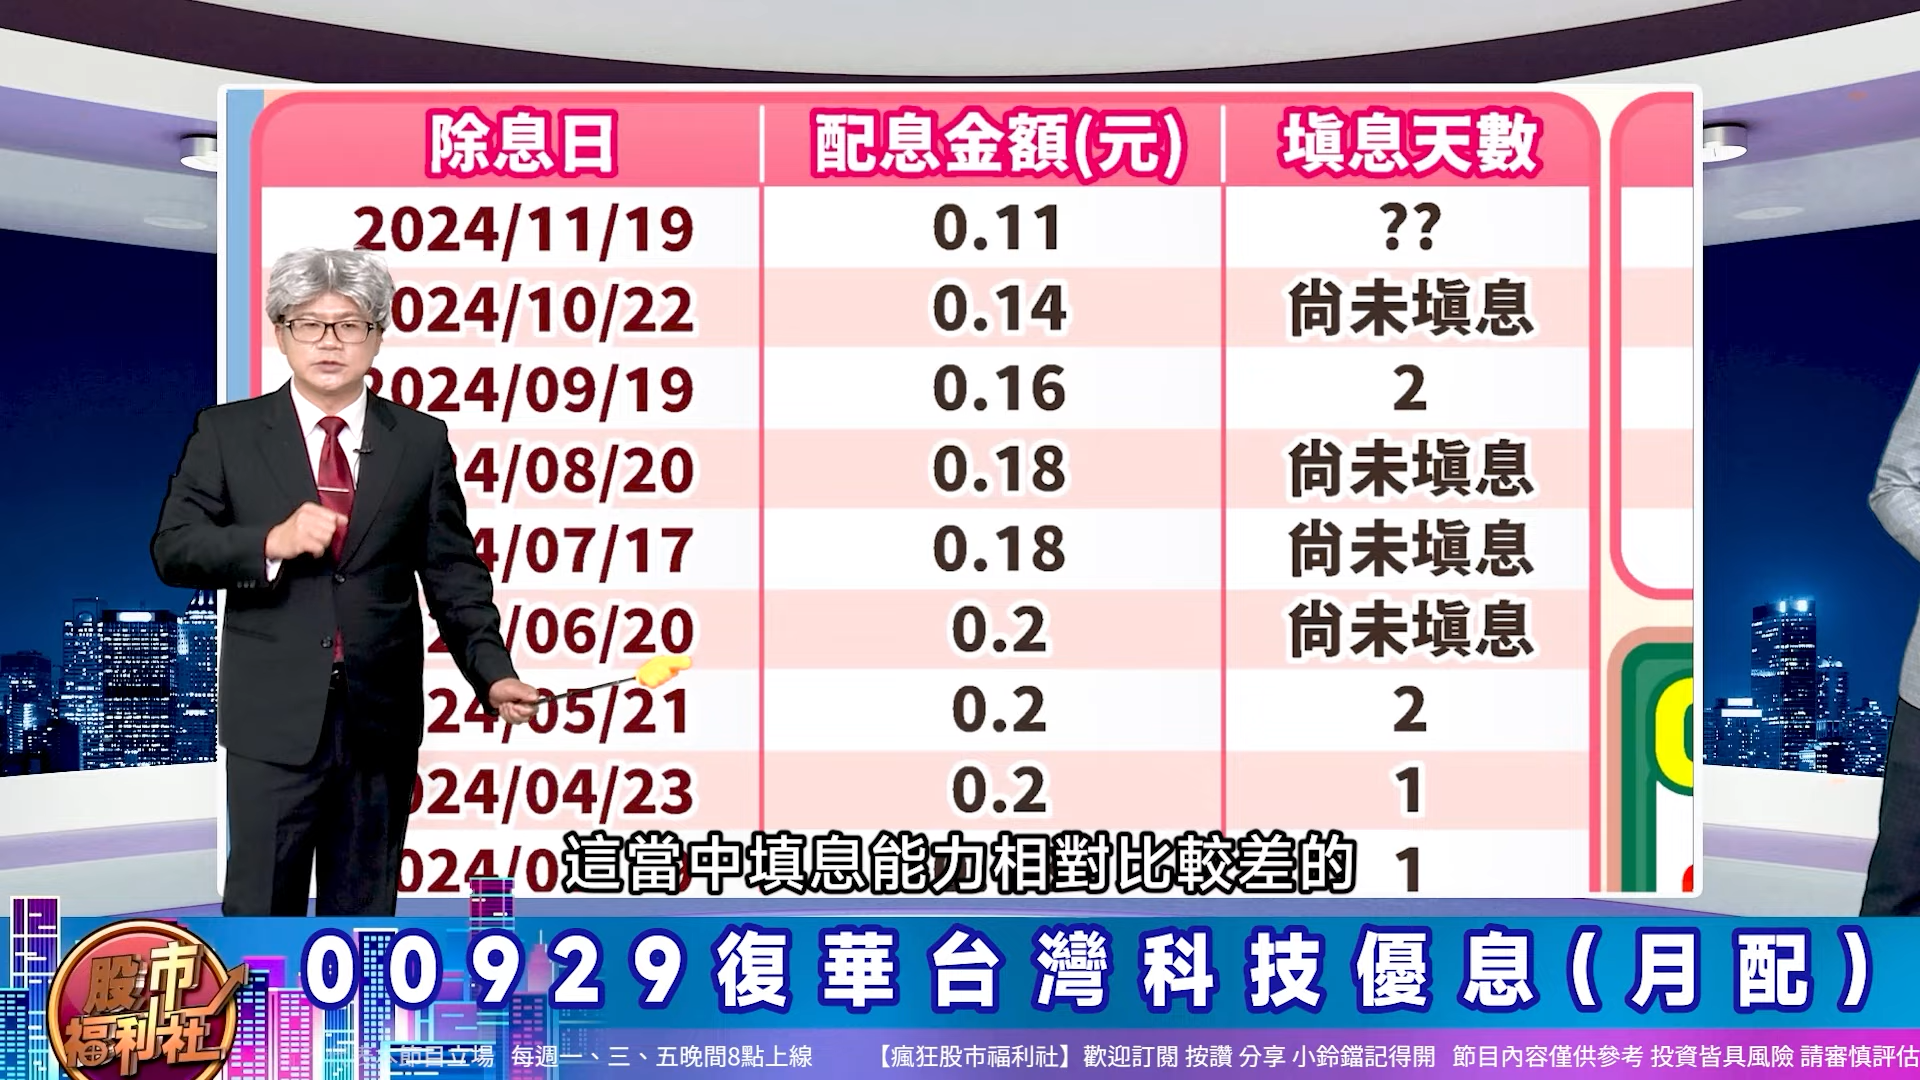 除息日 配息金額(元) 填息天數
2024/11/19 0.11 ??
2024/10/22 0.14 尚未填息
2024/09/19 0.16 2
24/08/20 0.18 尚未填息
4/07/17 0.18 尚未填息
/06/20 0.2 尚未填息
24/05/21 0.2 2
024/04/23 0.2 1
024/0 1
這當中填息能力相對比較差的
00929復華台灣科技優息(月配)
股市
福利社
本節目立場 每週一、三、五晚間8點上線 【瘋狂股市福利社】歡迎訂閱 按讚 分享 小鈴鐺記得開 節目內容僅供參考 投資皆具風險 請審慎評估